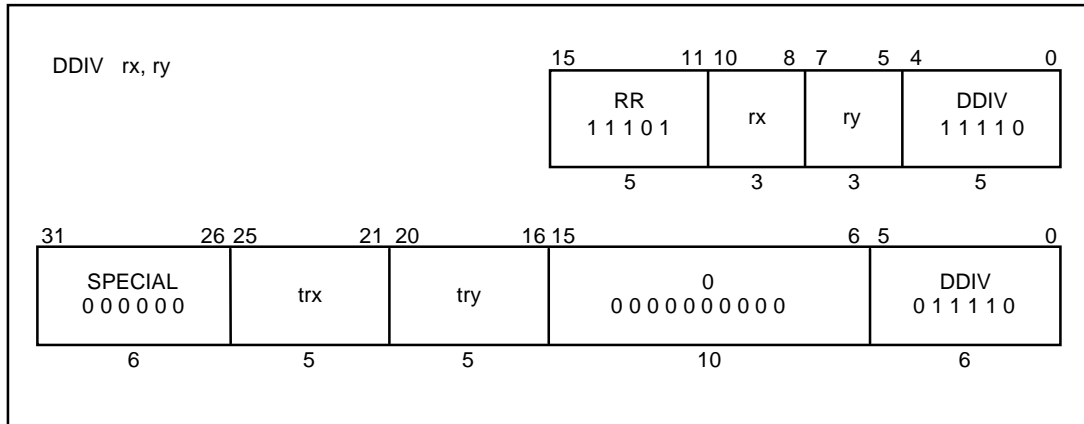 DDIV rx, ry
15 11 10 8 7 5 4 0
RR rx ry DDIV
1 1 1 0 1 1 1 1 1 0
5 3 3 5
31 26 25 21 20 16 15 6 5 0
SPECIAL trx try 0 DDIV
0 0 0 0 0 0 0 0 0 0 0 0 0 0 0 0 0 1 1 1 1 0
6 5 5 10 6